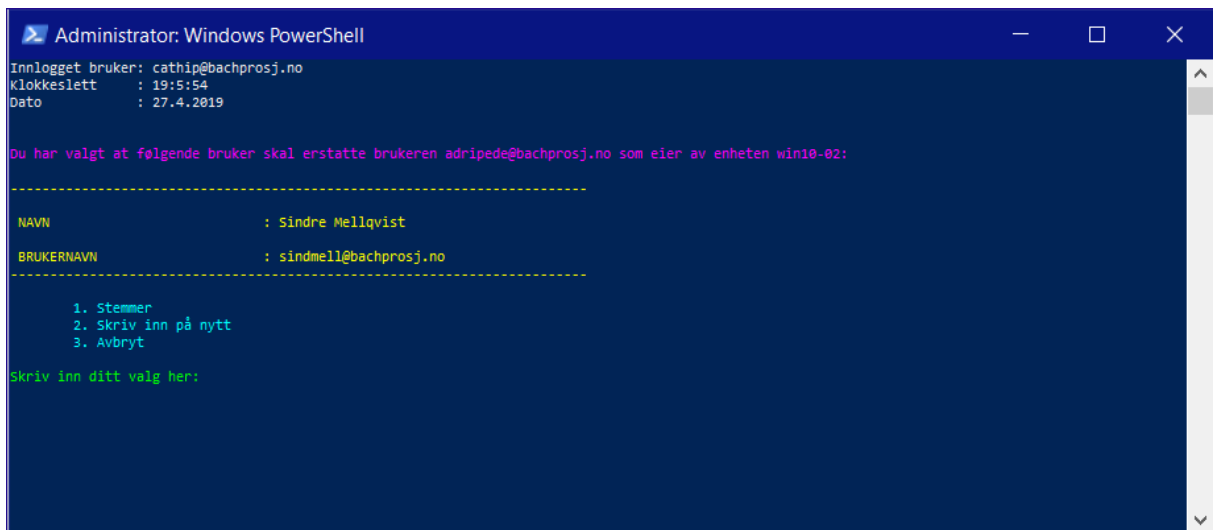 Administrator: Windows PowerShell
Innlogget bruker: cathip@bachprosj.no
Klokkeslett : 19:5:54
Dato : 27.4.2019
Du har valgt at følgende bruker skal erstatte brukeren adripede@bachprosj.no som eier av enheten win10-02:
--------------------------------------------------------------------------
NAVN : Sindre Mellqvist
BRUKERNAVN : sindmell@bachprosj.no
--------------------------------------------------------------------------
1. Stemmer
2. Skriv inn på nytt
3. Avbryt
Skriv inn ditt valg her: